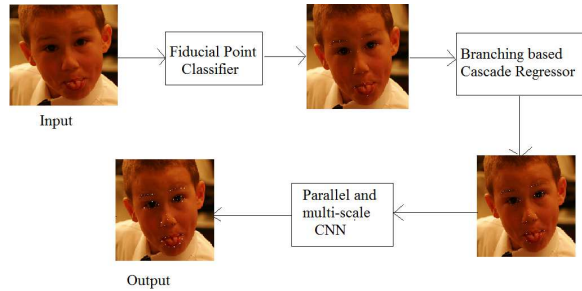 Input
Fiducial Point
Classifier
Branching based
Cascade Regressor
Parallel and
multi-scale
CNN
Output